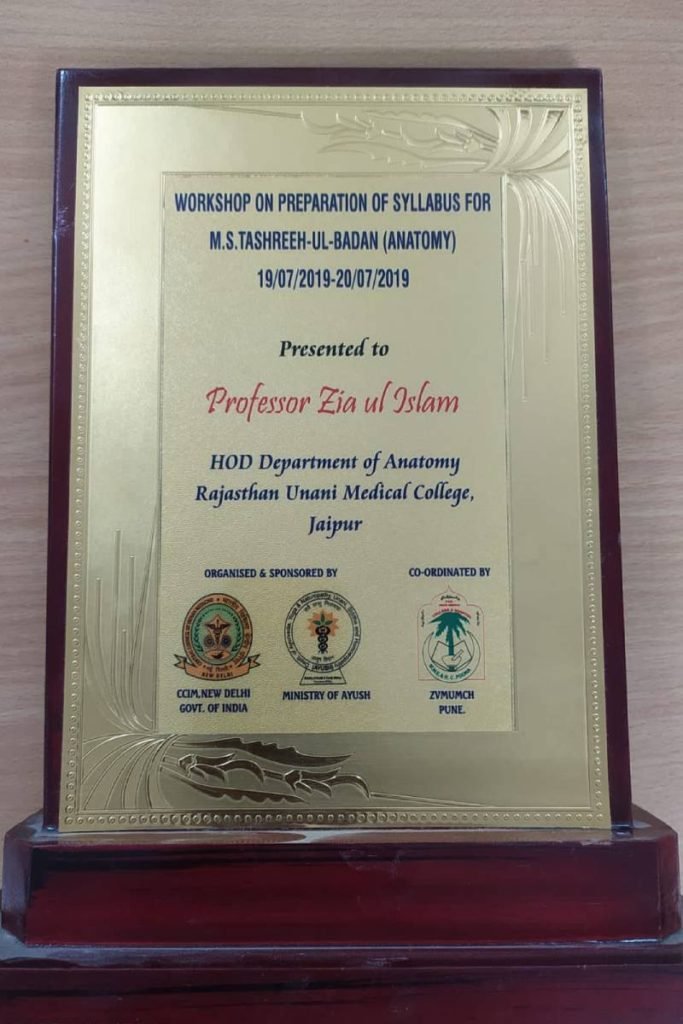 WORKSHOP ON PREPARATION OF SYLLABUS FOR
M.S.TASHREEH-UL-BADAN (ANATOMY)
19/07/2019-20/07/2019
Presented to
Professor Zia ul Islam
HOD Department of Anatomy
Rajasthan Unani Medical College,
Jaipur
ORGANISED & SPONSORED BY
CO-ORDINATED BY
NEW DELHI
CCIM,NEW DELHI
GOVT. OF INDIA
MINISTRY OF AYUSH
ZVMUMCH
PUNE.